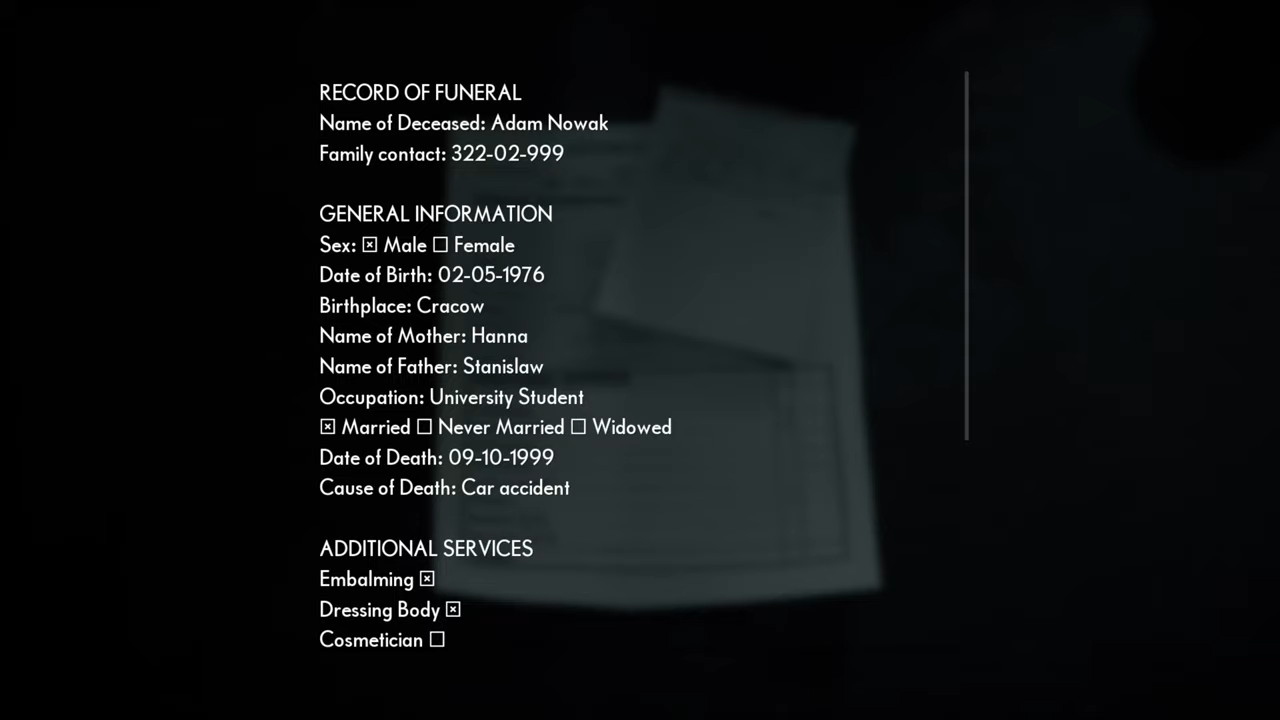 RECORD OF FUNERAL
Name of Deceased: Adam Nowak
Family contact: 322-02-999
GENERAL INFORMATION
Sex: ☒ Male ☐ Female
Date of Birth: 02-05-1976
Birthplace: Cracow
Name of Mother: Hanna
Name of Father: Stanislaw
Occupation: University Student
☒ Married ☐ Never Married ☐ Widowed
Date of Death: 09-10-1999
Cause of Death: Car accident
ADDITIONAL SERVICES
Embalming ☒
Dressing Body ☒
Cosmetician ☐